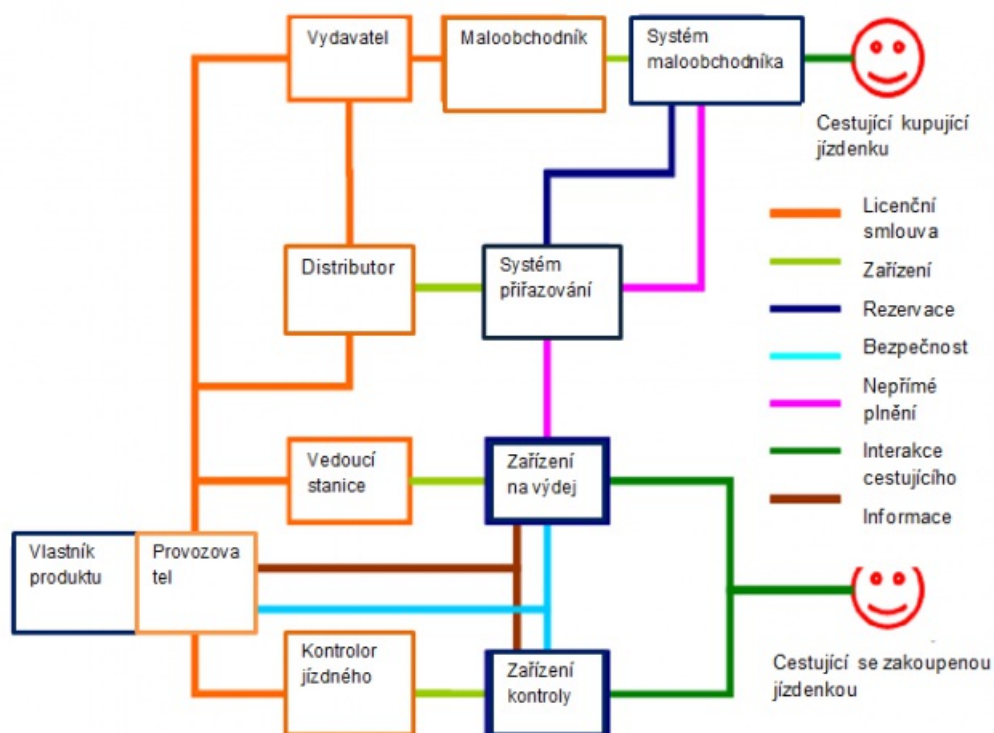 Vydavatel
Maloobchodník
Systém
maloobchodníka
Cestující kupující
jízdenku
Licenční
smlouva
Zařízení
Rezervace
Bezpečnost
Nepřímé
plnění
Interakce
cestujícího
Informace
Distributor
Systém
přiřazování
Vedoucí
stanice
Zařízení
na výdej
Vlastník
produktu
Provozova
tel
Kontrolor
jízdného
Zařízení
kontroly
Cestující se zakoupenou
jízdenkou